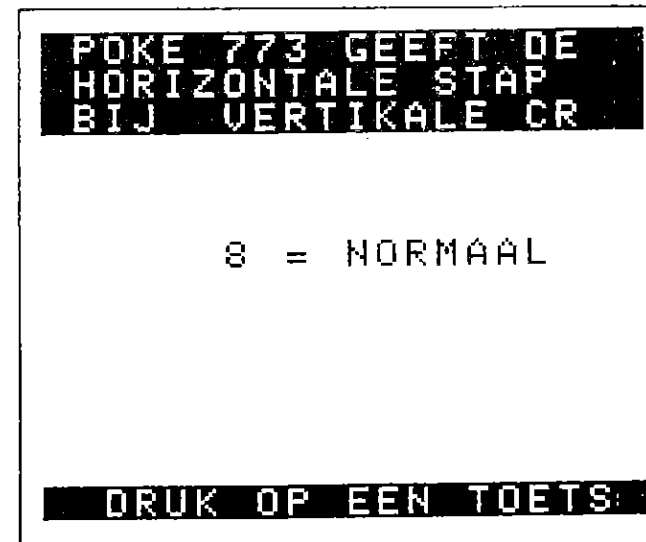 POKE 773 GEEFT DE
HORIZONTALE STAP
BIJ VERTIKALE CR
8 = NORMAAL
DRUK OP EEN TOETS